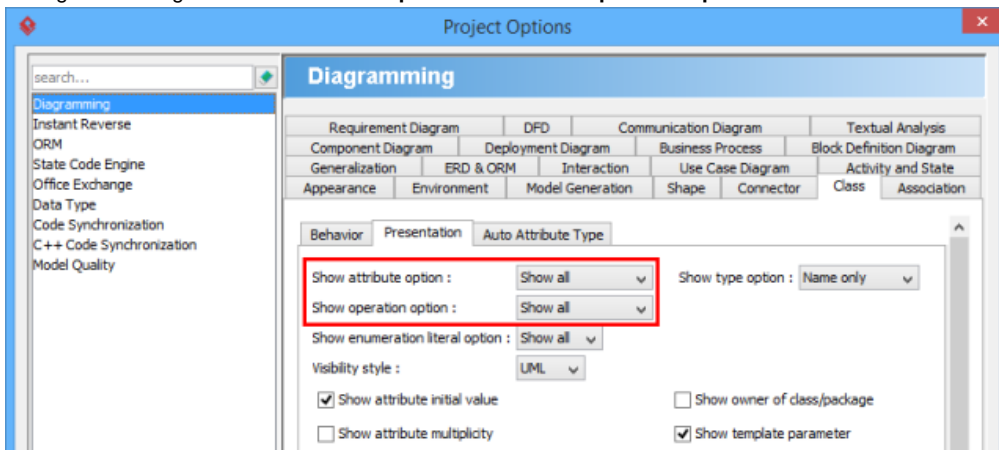 Project Options
search...
Diagramming
Instant Reverse
ORM
State Code Engine
Office Exchange
Data Type
Code Synchronization
C++ Code Synchronization
Model Quality
Diagramming
Requirement Diagram DFD Communication Diagram Textual Analysis
Component Diagram Deployment Diagram Business Process Block Definition Diagram
Generalization ERD & ORM Interaction Use Case Diagram Activity and State
Appearance Environment Model Generation Shape Connector Class Association
Behavior Presentation Auto Attribute Type
Show attribute option : Show all Show type option : Name only
Show operation option : Show all
Show enumeration literal option : Show all
Visibility style : UML
Show attribute initial value Show owner of class/package
Show attribute multiplicity Show template parameter